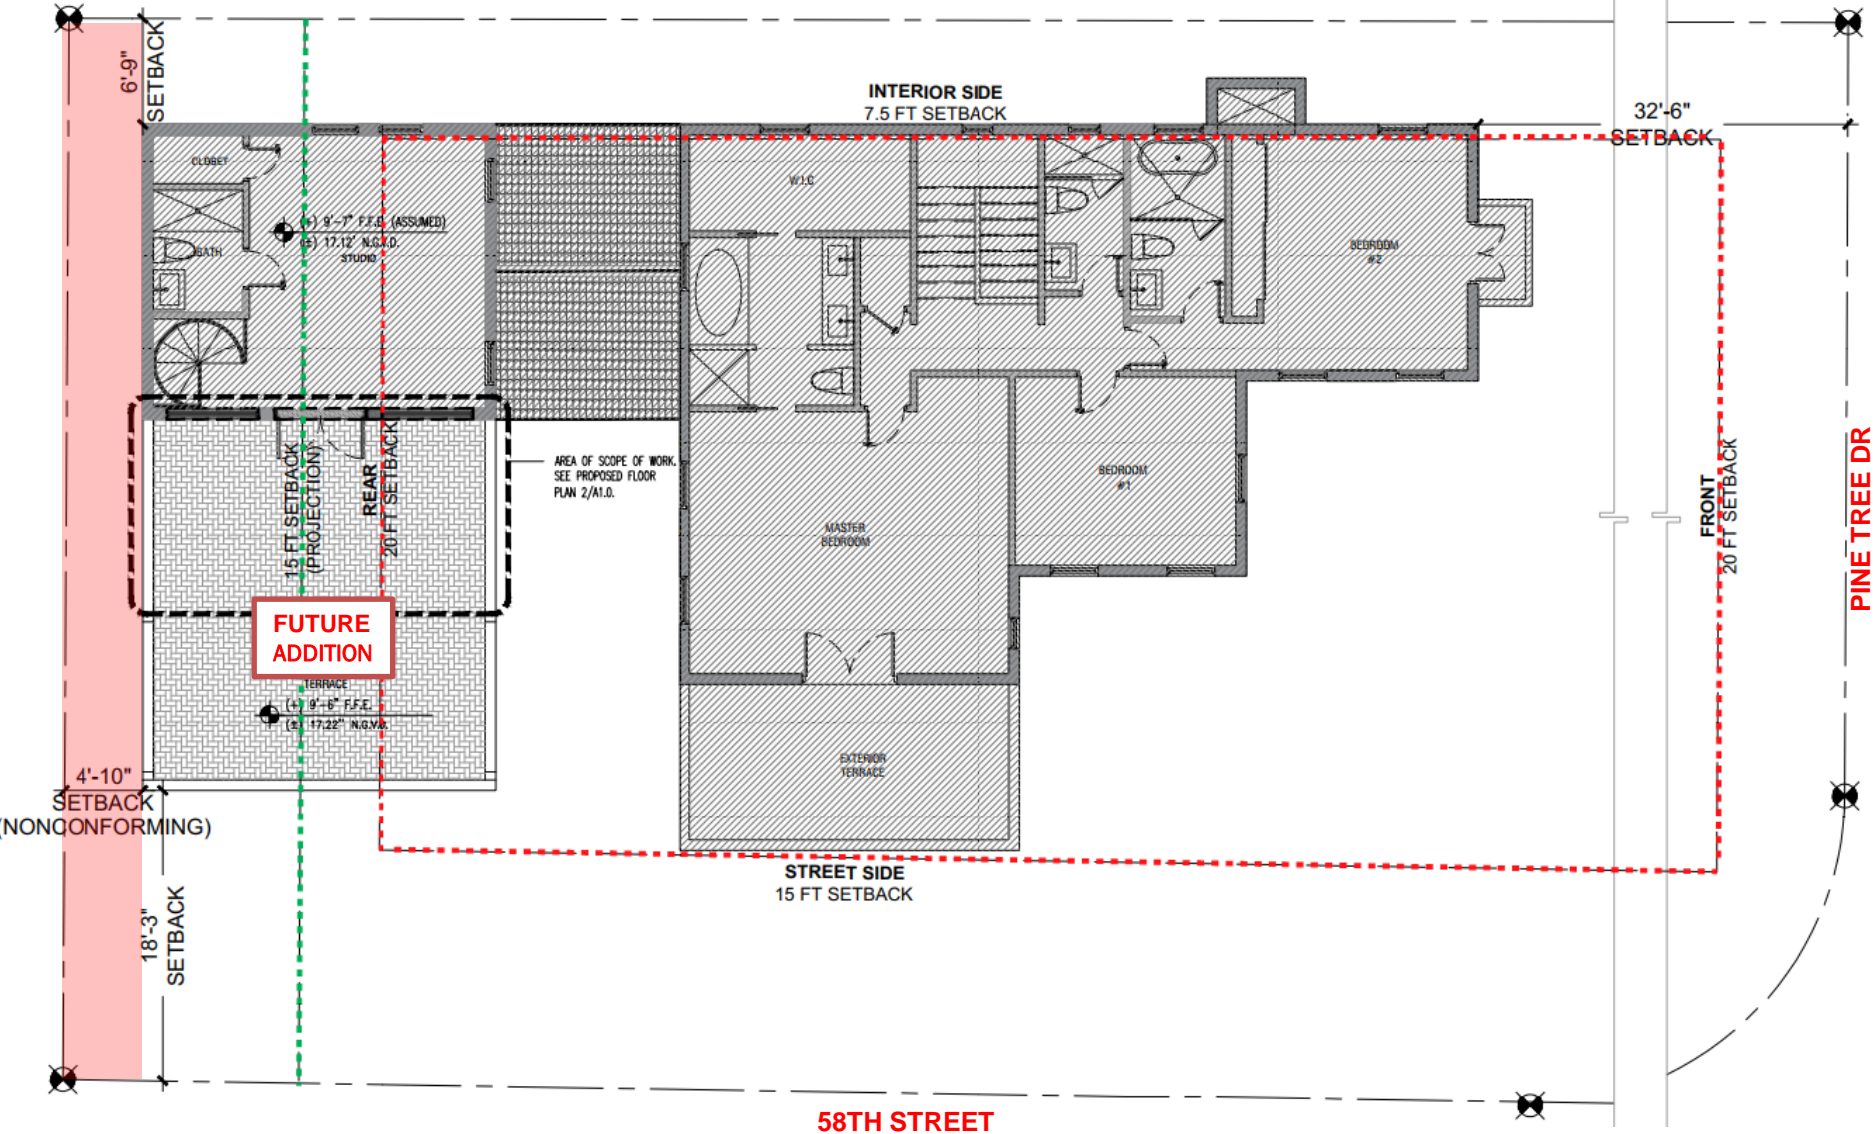 6'-9"
SETBACK
INTERIOR SIDE
7.5 FT SETBACK
32'-6"
SETBACK
CLOSET
W.I.C
(+) 9'-7" F.F.E. (ASSUMED)
(±) 17.12' N.G.V.D.
STUDIO
BATH
BEDROOM
#2
15 FT SETBACK
(PROJECTION)
REAR
20 FT SETBACK
AREA OF SCOPE OF WORK.
SEE PROPOSED FLOOR
PLAN 2/A1.0.
BEDROOM
#1
MASTER
BEDROOM
FRONT
20 FT SETBACK
PINE TREE DR
FUTURE
ADDITION
TERRACE
(+) 9'-6" F.F.E.
(±) 17.22" N.G.V.D.
EXTERIOR
TERRACE
4'-10"
SETBACK
(NONCONFORMING)
STREET SIDE
15 FT SETBACK
18'-3"
SETBACK
58TH STREET